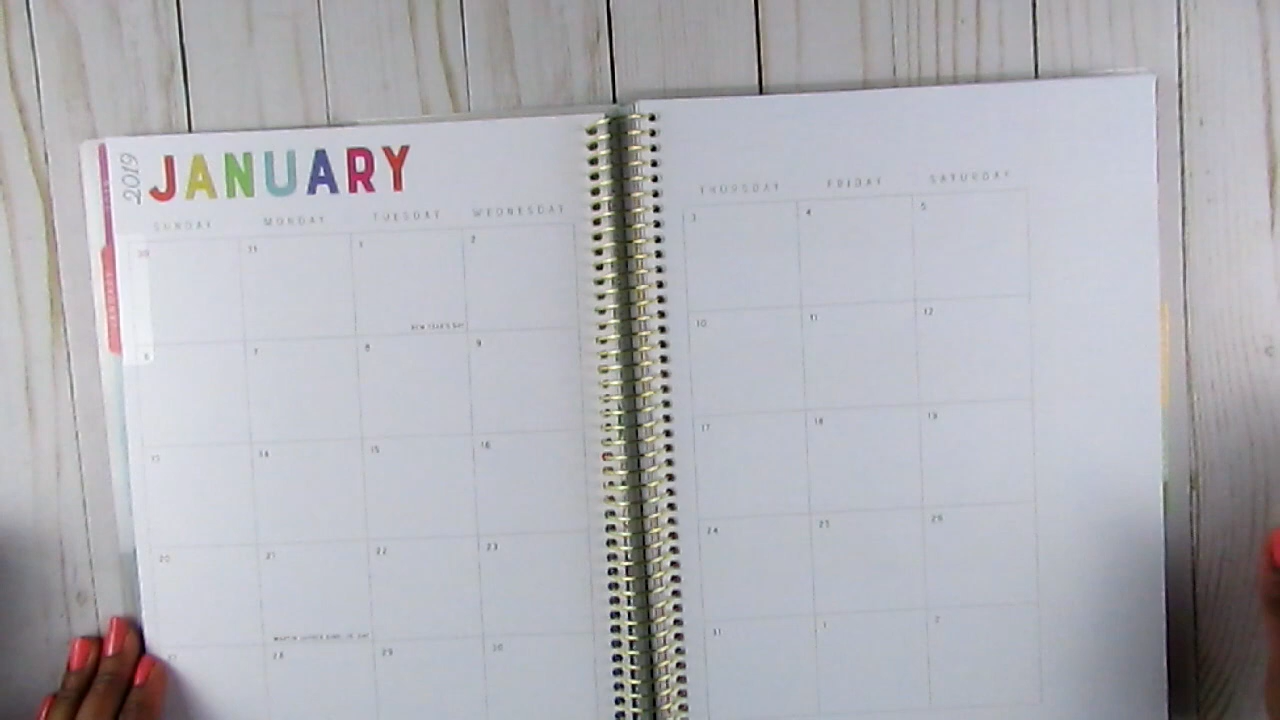 2019
JANUARY
SUNDAY MONDAY TUESDAY WEDNESDAY THURSDAY FRIDAY SATURDAY
30 31 1 2 3 4 5
NEW YEAR'S DAY
6 7 8 9 10 11 12
13 14 15 16 17 18 19
20 21 22 23 24 25 26
MARTIN LUTHER KING, JR. DAY
27 28 29 30 31 1 2
JANUARY